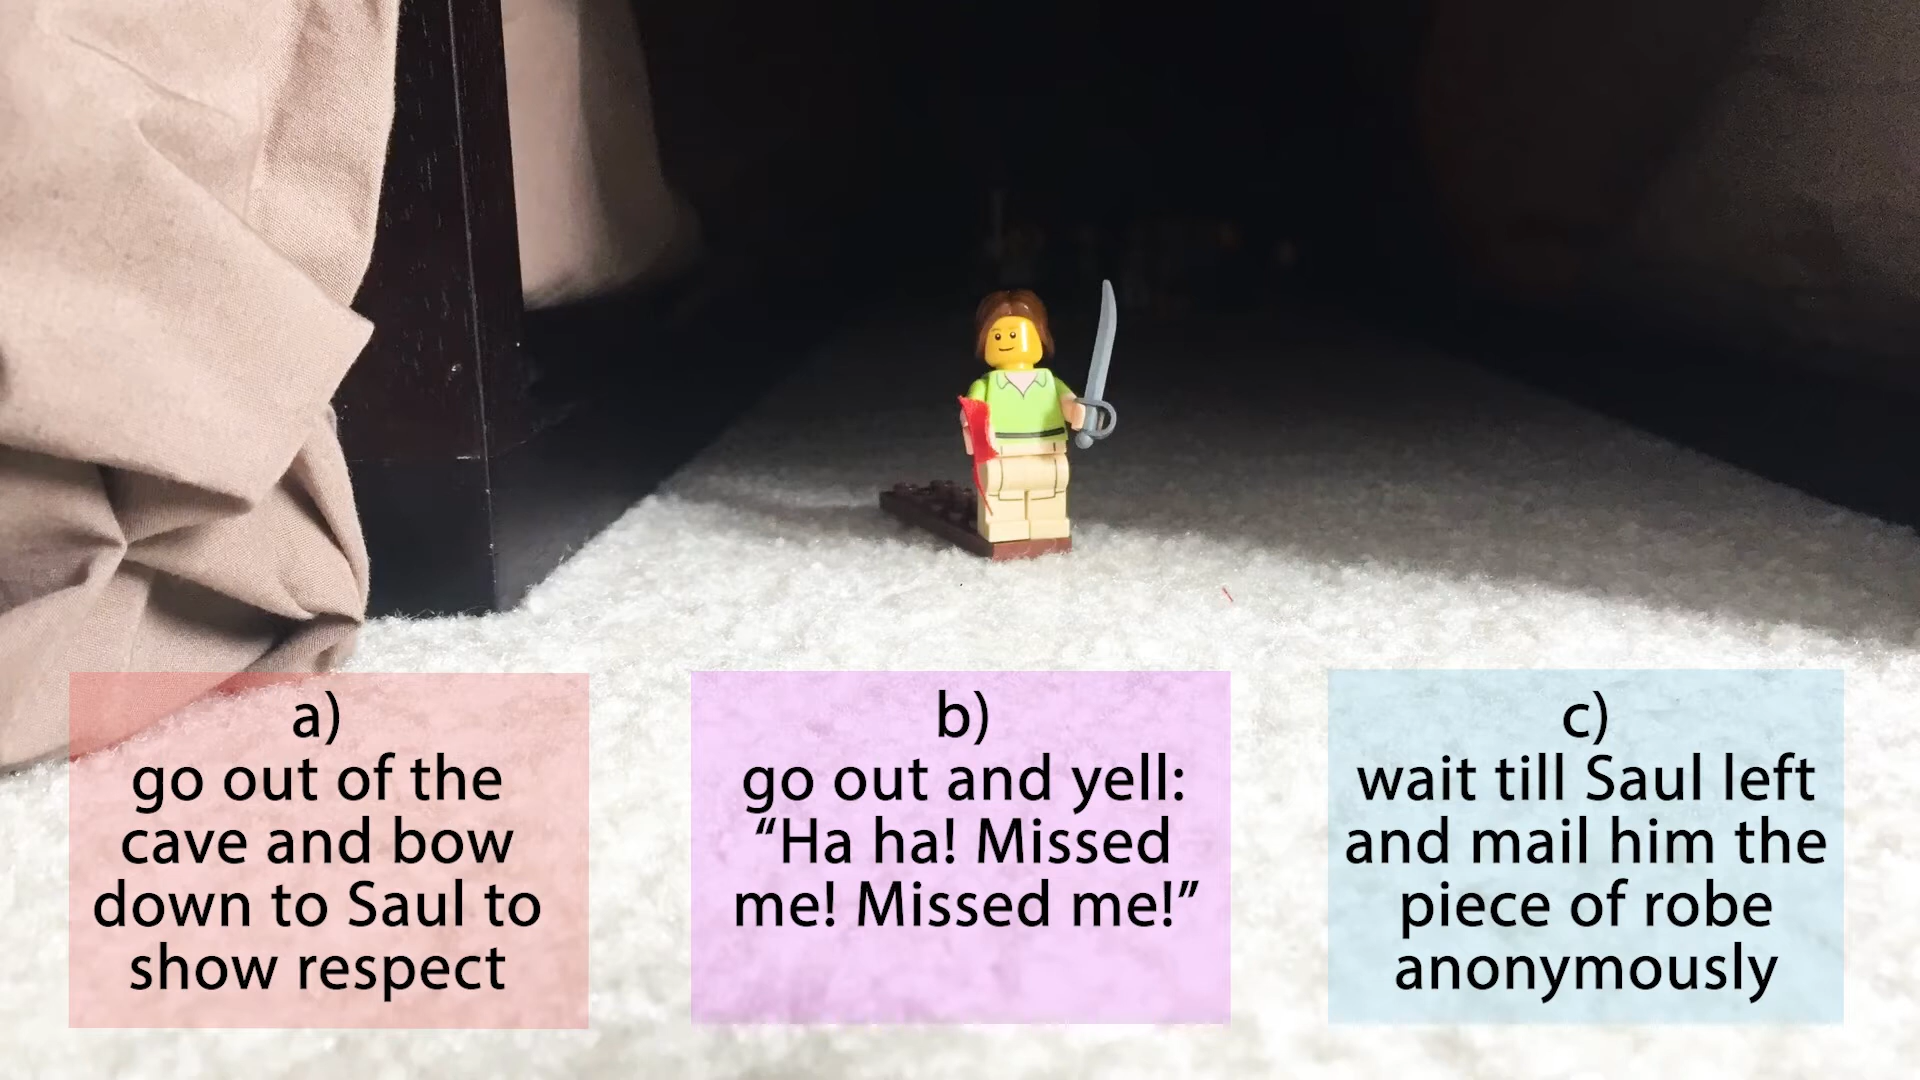 a)
go out of the
cave and bow
down to Saul to
show respect
b)
go out and yell:
“Ha ha! Missed
me! Missed me!”
c)
wait till Saul left
and mail him the
piece of robe
anonymously